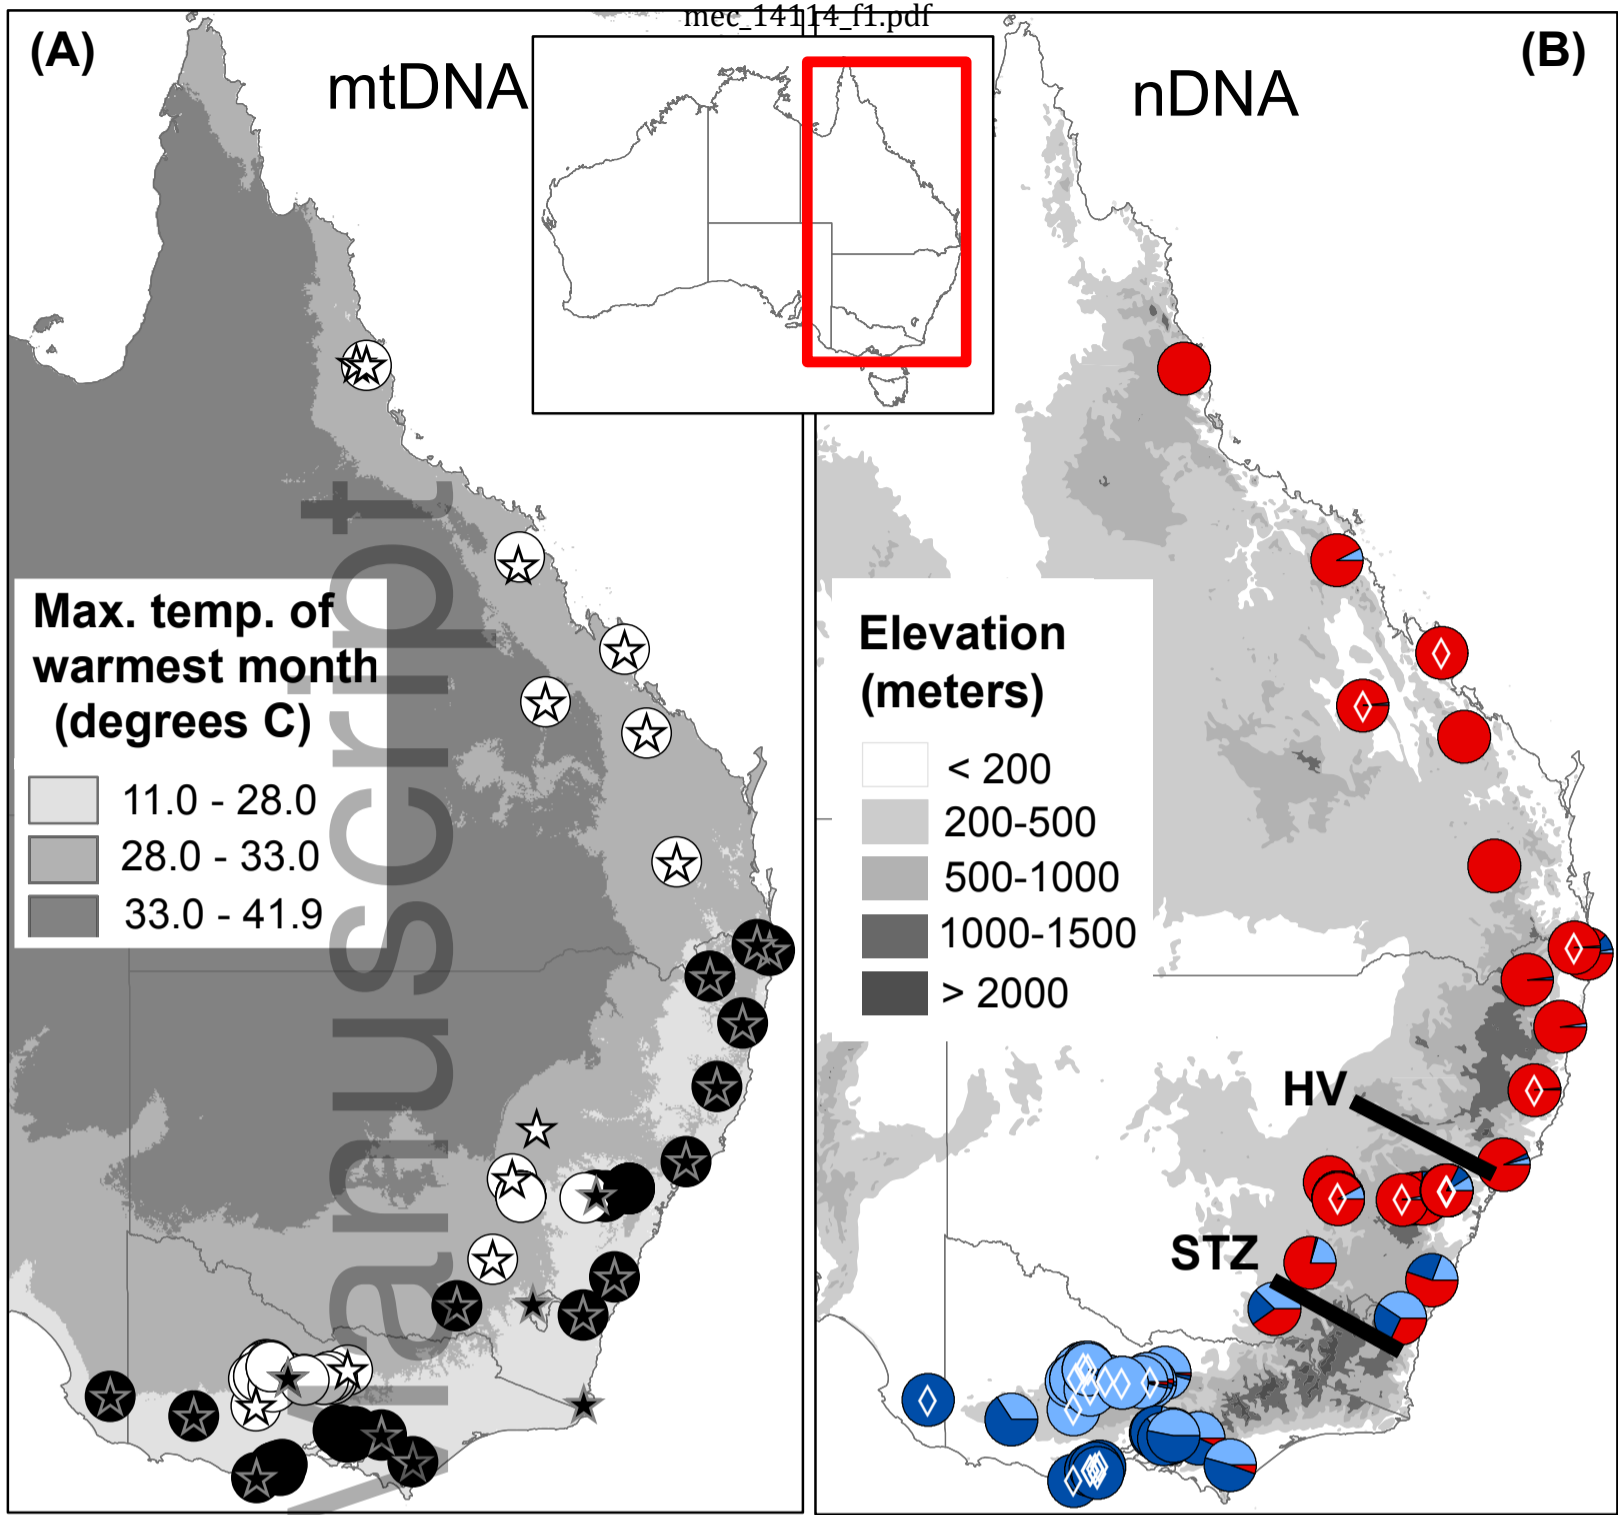 mec_14114_f1.pdf
(A)
mtDNA
(B)
nDNA
Max. temp. of
warmest month
(degrees C)
11.0 - 28.0
28.0 - 33.0
33.0 - 41.9
Elevation
(meters)
< 200
200-500
500-1000
1000-1500
> 2000
HV
STZ
Manuscript